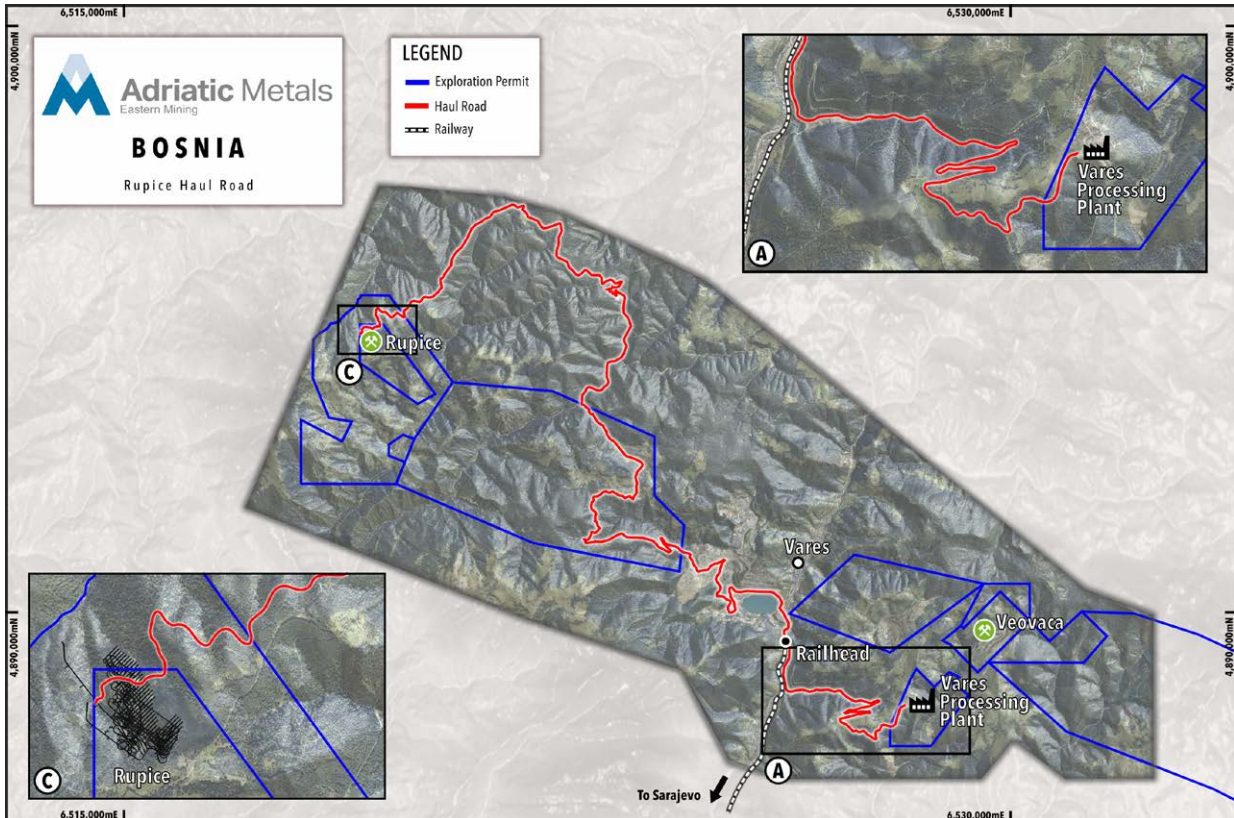 6,515,000mE
6,530,000mE
4,900,000mN
4,900,000mN
Adriatic Metals
Eastern Mining
BOSNIA
Rupice Haul Road
LEGEND
Exploration Permit
Haul Road
Railway
Vares
Processing
Plant
A
Rupice
C
Vares
Veovaca
Railhead
Vares
Processing
Plant
A
Rupice
C
To Sarajevo
4,890,000mN
4,890,000mN
6,515,000mE
6,530,000mE